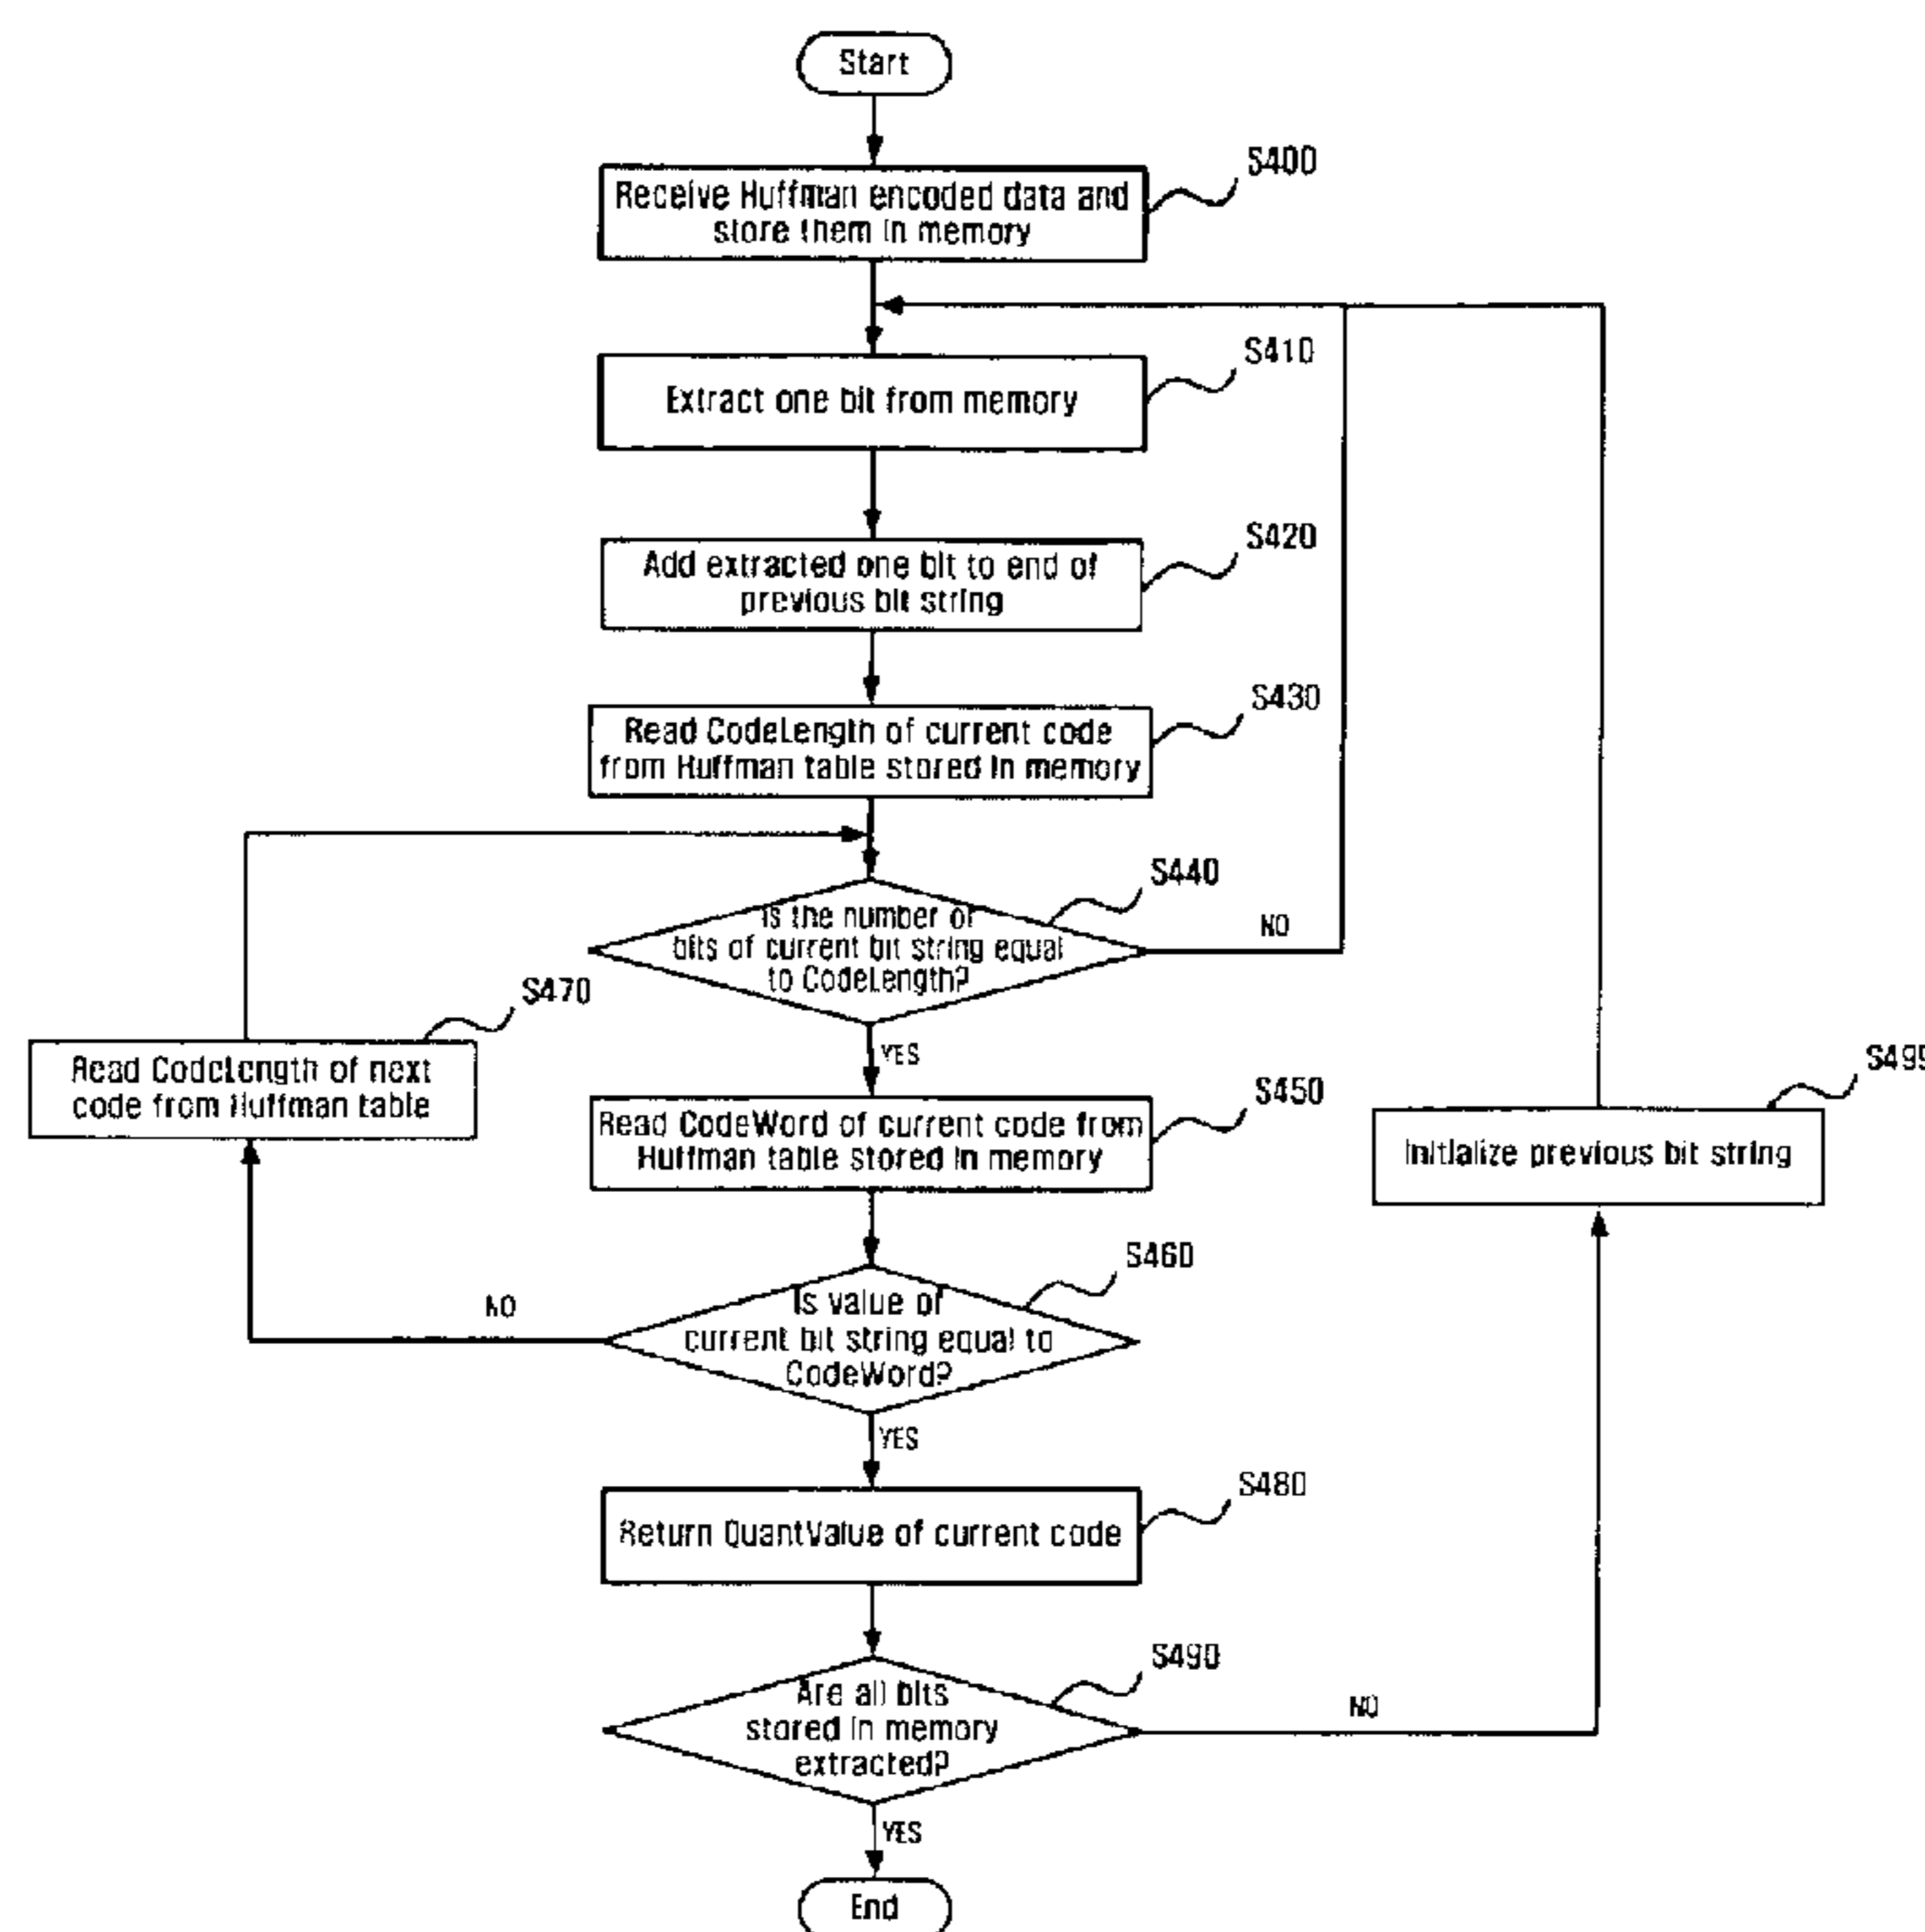 Start
S400
Receive Huffman encoded data and
store them in memory
S410
Extract one bit from memory
S420
Add extracted one bit to end of
previous bit string
S430
Read CodeLength of current code
from Huffman table stored in memory
S440
Is the number of
bits of current bit string equal
to CodeLength?
NO
S470
YES
Read CodeLength of next
code from Huffman table
S450
Read CodeWord of current code from
Huffman table stored in memory
S499
Initialize previous bit string
S460
Is value of
current bit string equal to
CodeWord?
NO
YES
S480
Return QuantValue of current code
S490
Are all bits
stored in memory
extracted?
NO
YES
End